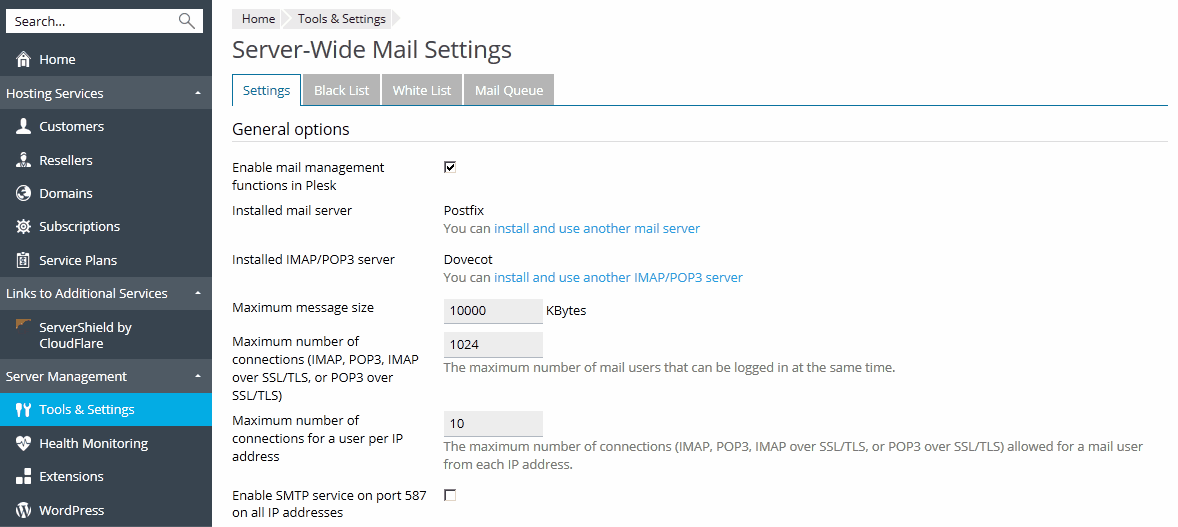 Search...
Home
Hosting Services
Customers
Resellers
Domains
Subscriptions
Service Plans
Links to Additional Services
ServerShield by
CloudFlare
Server Management
Tools & Settings
Health Monitoring
Extensions
WordPress
Home
Tools & Settings
Server-Wide Mail Settings
Settings
Black List
White List
Mail Queue
General options
Enable mail management
functions in Plesk
Installed mail server
Postfix
You can install and use another mail server
Installed IMAP/POP3 server
Dovecot
You can install and use another IMAP/POP3 server
Maximum message size
10000 KBytes
Maximum number of
connections (IMAP, POP3, IMAP
over SSL/TLS, or POP3 over
SSL/TLS)
1024
The maximum number of mail users that can be logged in at the same time.
Maximum number of
connections for a user per IP
address
10
The maximum number of connections (IMAP, POP3, IMAP over SSL/TLS, or POP3 over SSL/TLS) allowed for a mail user
from each IP address.
Enable SMTP service on port 587
on all IP addresses